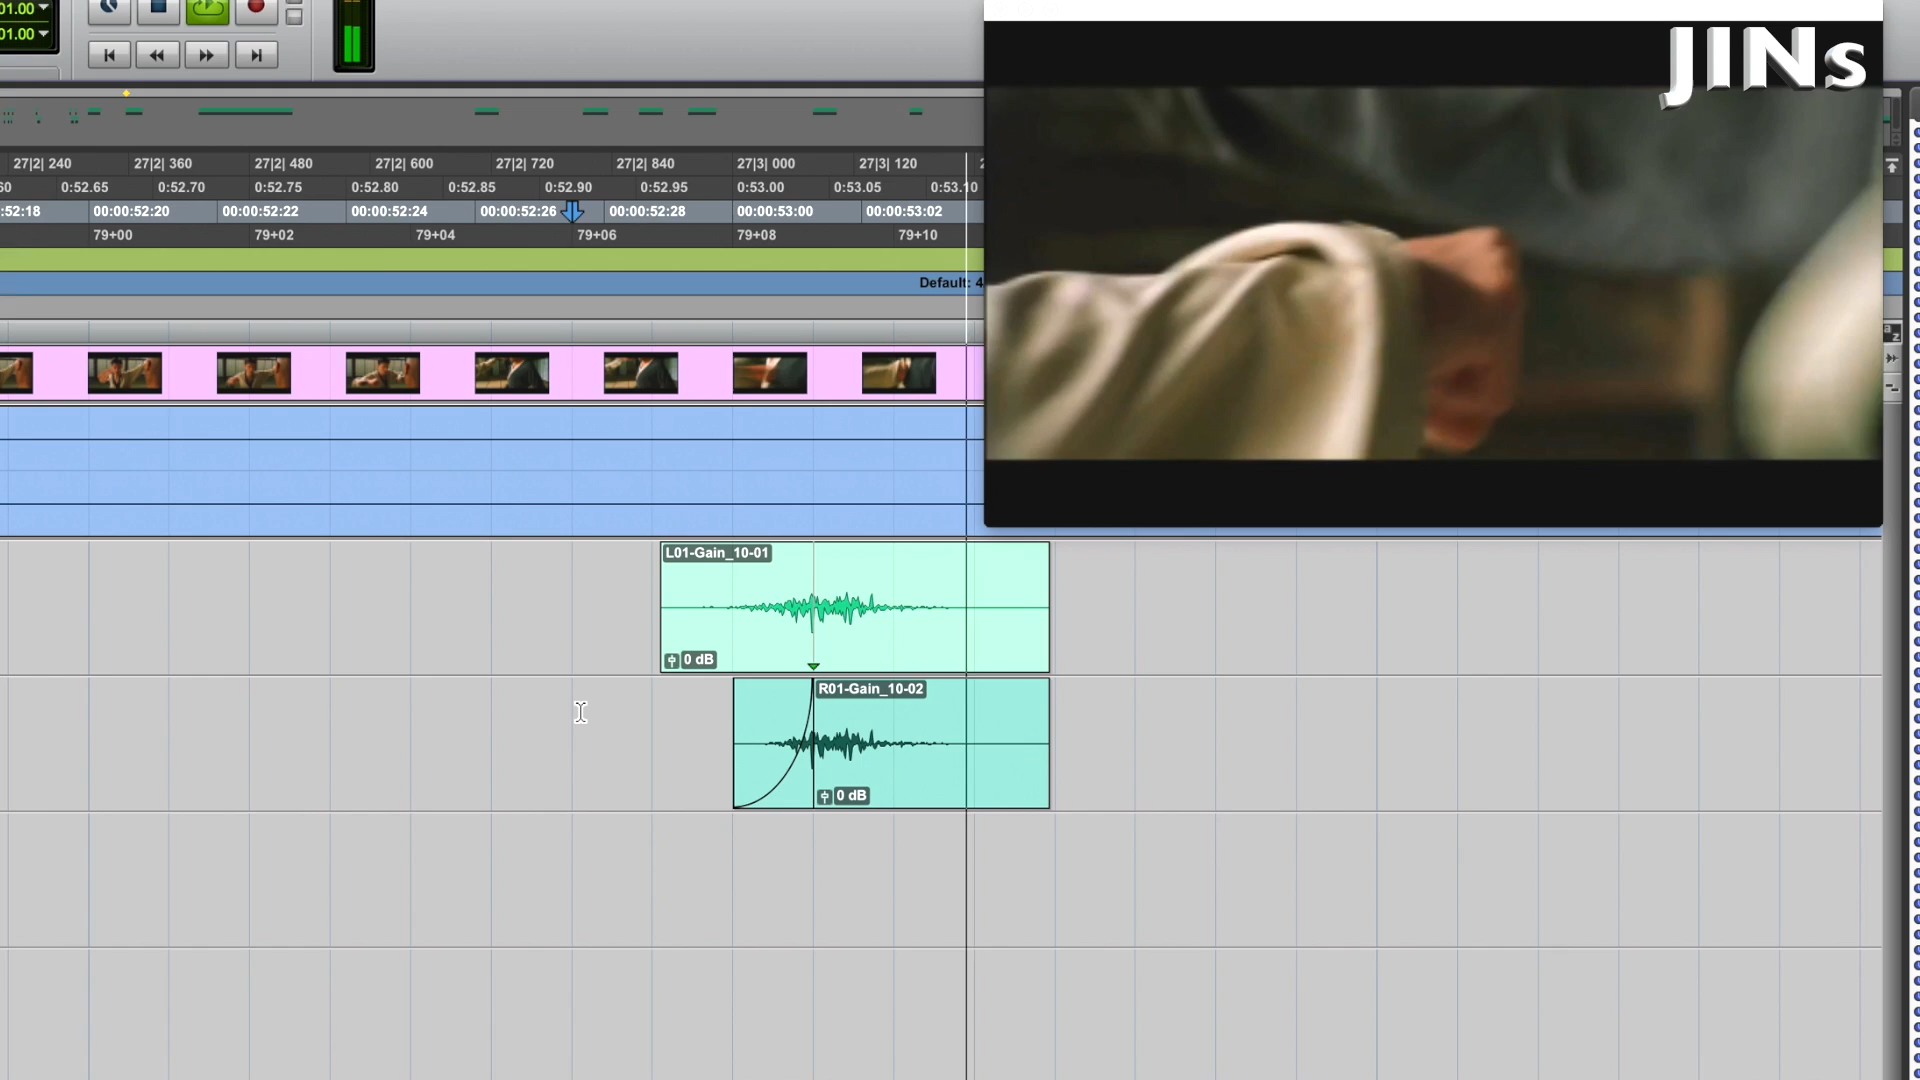 01.00
01.00
JINs
27|2| 240 27|2| 360 27|2| 480 27|2| 600 27|2| 720 27|2| 840 27|3| 000 27|3| 120
60 0:52.65 0:52.70 0:52.75 0:52.80 0:52.85 0:52.90 0:52.95 0:53.00 0:53.05 0:53.10
:52:18 00:00:52:20 00:00:52:22 00:00:52:24 00:00:52:26 00:00:52:28 00:00:53:00 00:00:53:02
79+00 79+02 79+04 79+06 79+08 79+10
Default: 4
L01-Gain_10-01
0 dB
R01-Gain_10-02
0 dB